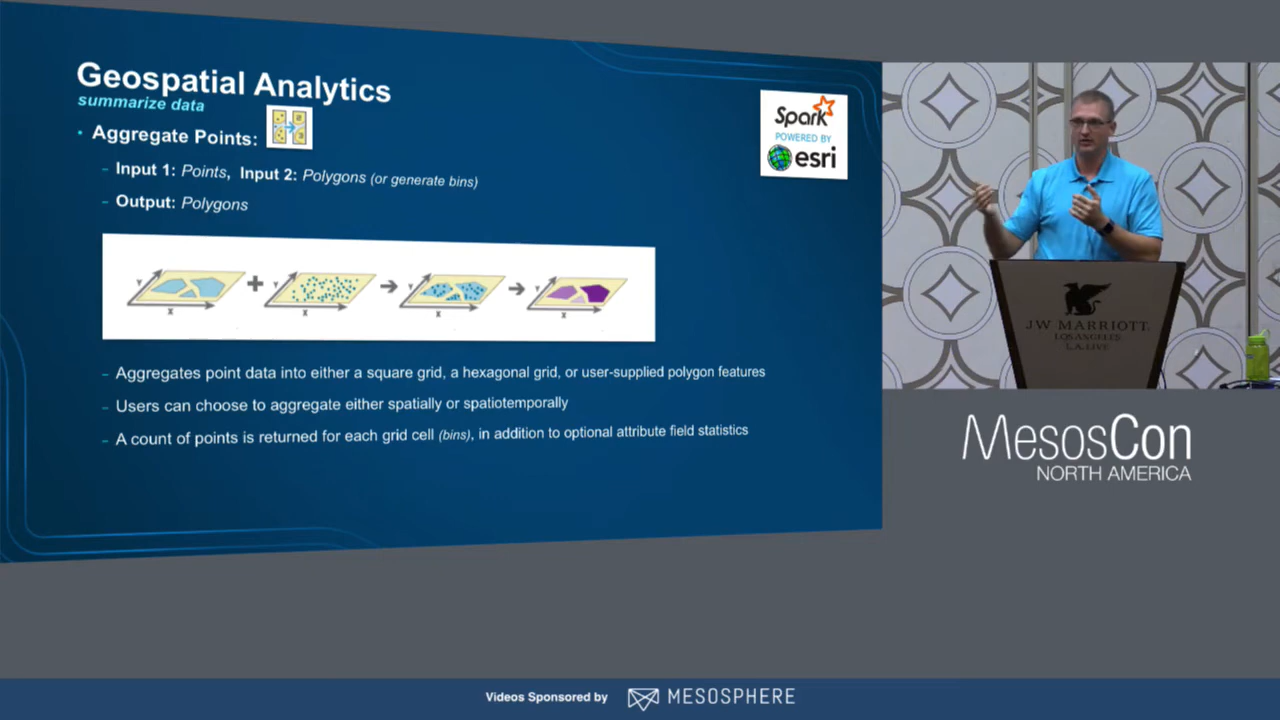 Geospatial Analytics
summarize data
• Aggregate Points:
– Input 1: Points, Input 2: Polygons (or generate bins)
– Output: Polygons
Spark
POWERED BY
esri
Y
X
+
Y
X
Y
X
Y
X
– Aggregates point data into either a square grid, a hexagonal grid, or user-supplied polygon features
– Users can choose to aggregate either spatially or spatiotemporally
– A count of points is returned for each grid cell (bins), in addition to optional attribute field statistics
JW MARRIOTT.
LOS ANGELES
L.A. LIVE
MesosCon
NORTH AMERICA
Videos Sponsored by
MESOSPHERE